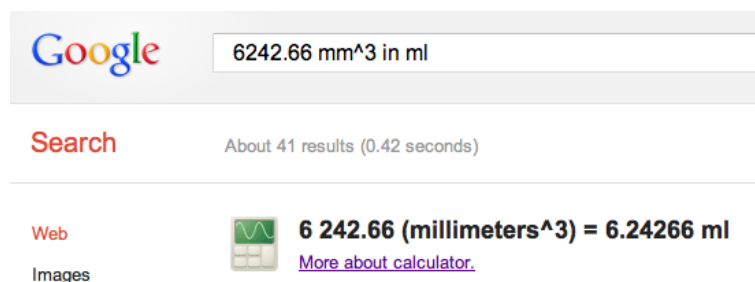 Google
6242.66 mm^3 in ml
Search
About 41 results (0.42 seconds)
Web
6 242.66 (millimeters^3) = 6.24266 ml
More about calculator.
Images